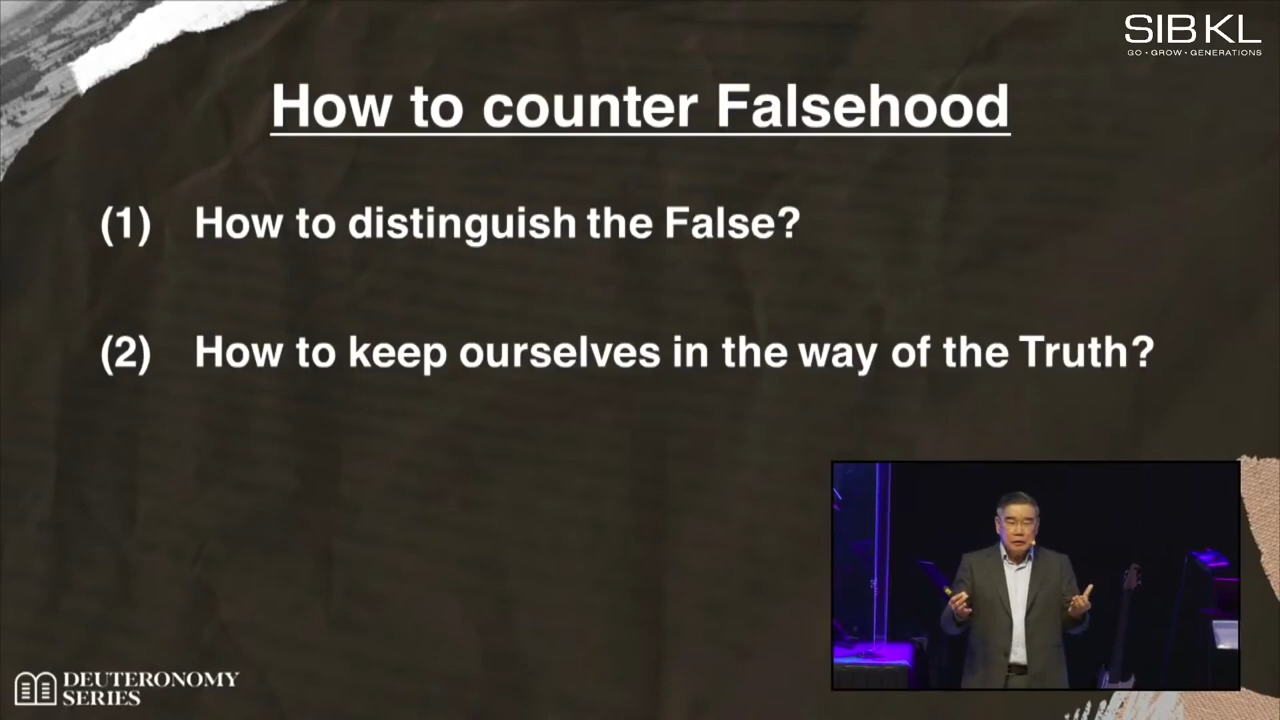 SIBKL
GO • GROW • GENERATIONS
How to counter Falsehood
(1) How to distinguish the False?
(2) How to keep ourselves in the way of the Truth?
DEUTERONOMY
SERIES